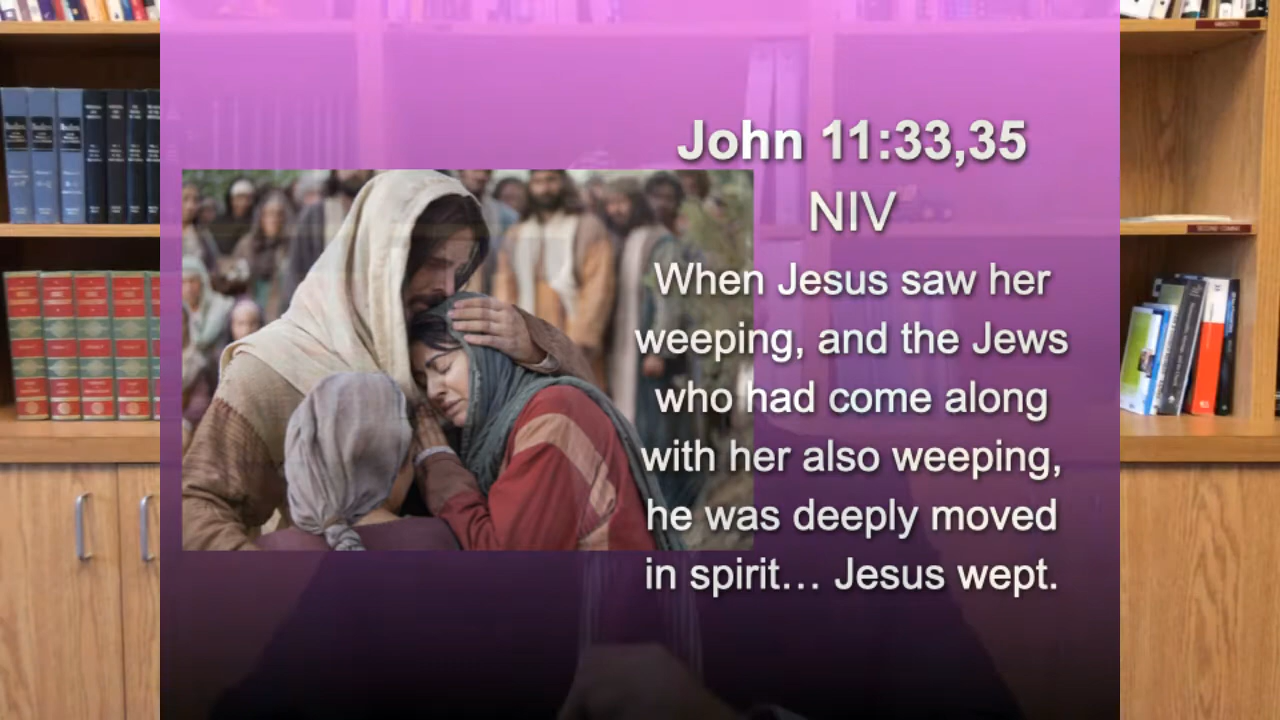 John 11:33,35
NIV
When Jesus saw her
weeping, and the Jews
who had come along
with her also weeping,
he was deeply moved
in spirit… Jesus wept.